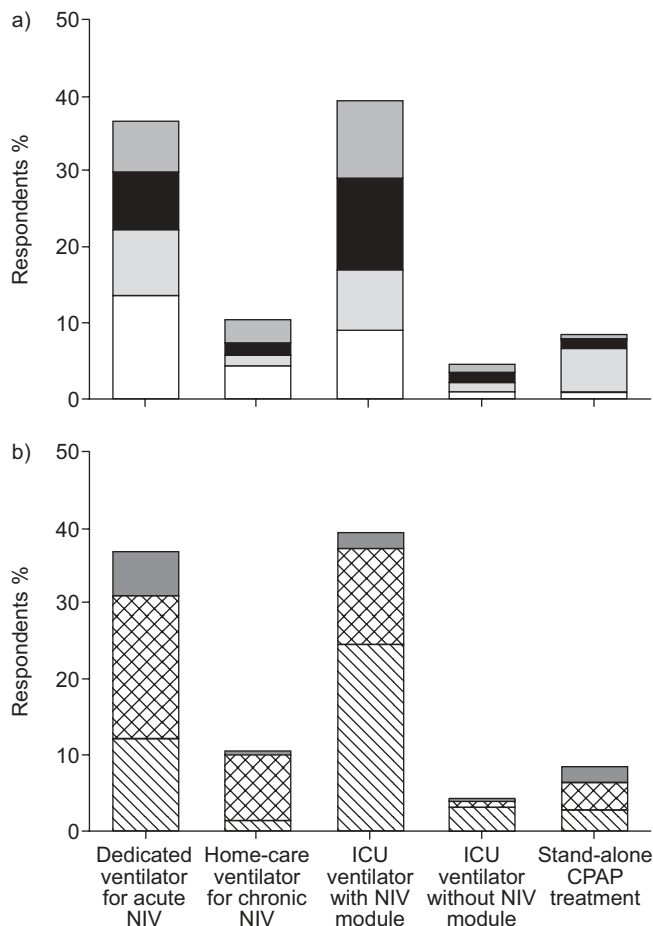 a)
50
40
30
20
10
0
Respondents %
b)
50
40
30
20
10
0
Respondents %
Dedicated
ventilator
for acute
NIV
Home-care
ventilator
for chronic
NIV
ICU
ventilator
with NIV
module
ICU
ventilator
without NIV
module
Stand-alone
CPAP
treatment